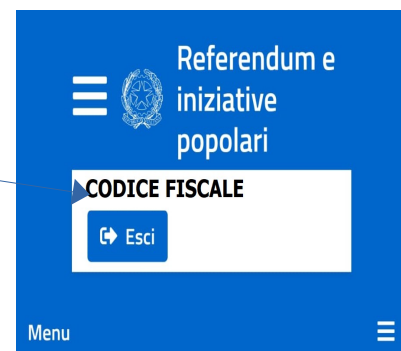 Referendum e
iniziative
popolari
CODICE FISCALE
Esci
Menu